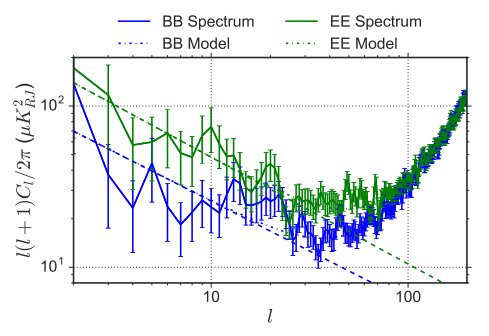 BB Spectrum EE Spectrum
BB Model EE Model
10²
10¹
l(l+1)C_l/2π (μK²_RJ)
10 100
l